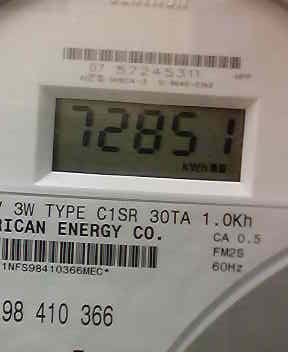 07 57245311
72851
kWh
V 3W TYPE C1SR 30TA 1.0Kh
RICAN ENERGY CO.
CA 0.5
FM2S
60Hz
1NFS98410366MEC*
98 410 366